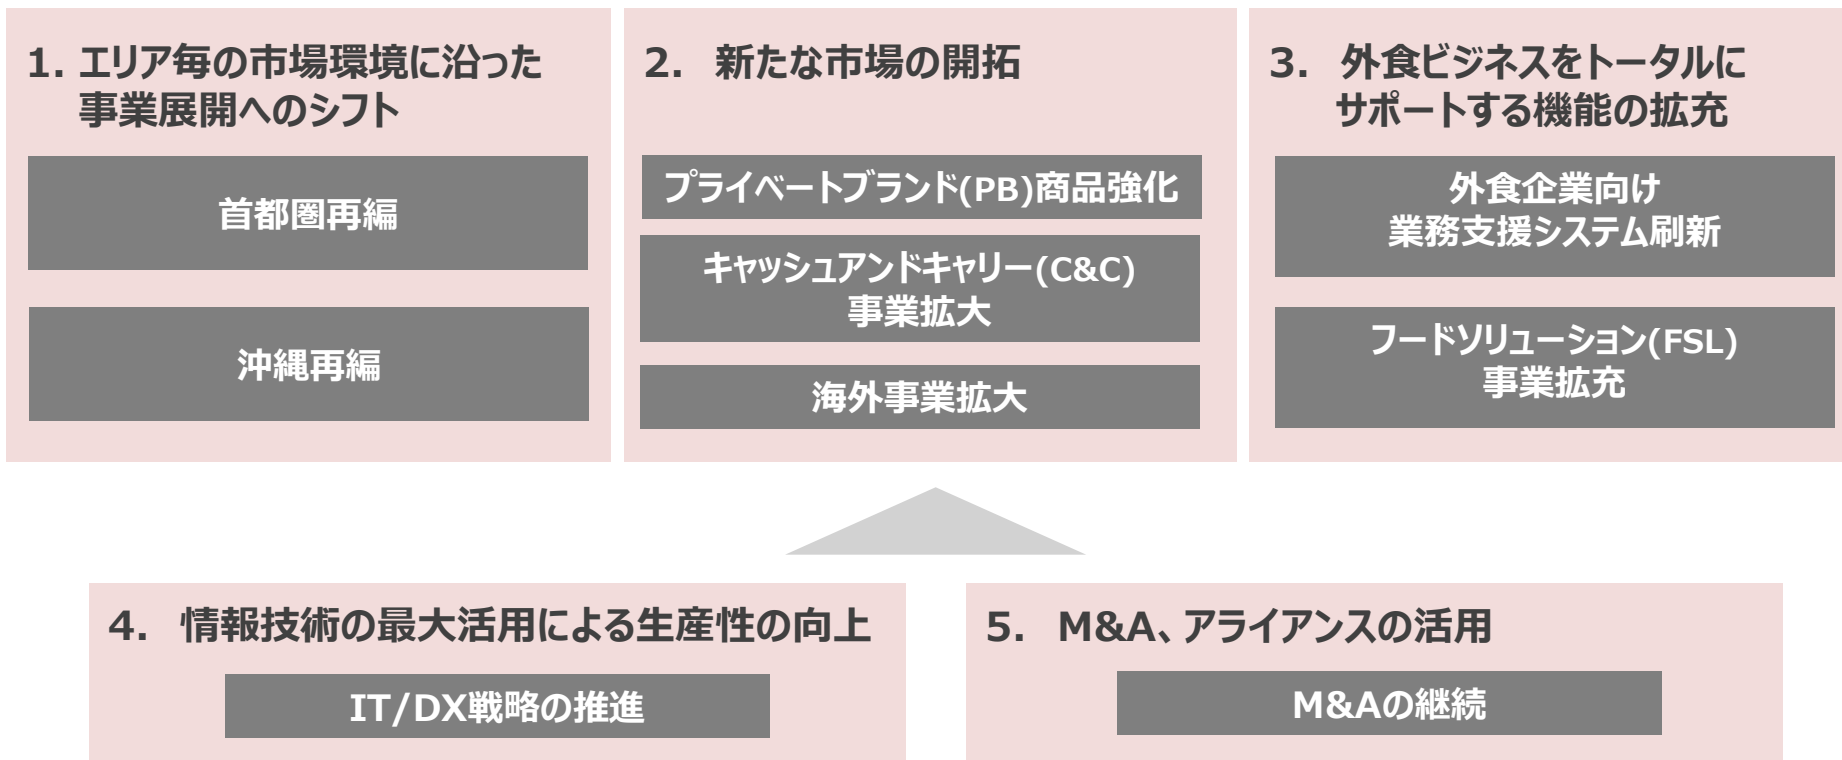 1. エリア毎の市場環境に沿った
事業展開へのシフト
首都圏再編
沖縄再編
2. 新たな市場の開拓
プライベートブランド(PB)商品強化
キャッシュアンドキャリー(C&C)
事業拡大
海外事業拡大
3. 外食ビジネスをトータルに
サポートする機能の拡充
外食企業向け
業務支援システム刷新
フードソリューション(FSL)
事業拡充
4. 情報技術の最大活用による生産性の向上
IT/DX戦略の推進
5. M&A、アライアンスの活用
M&Aの継続